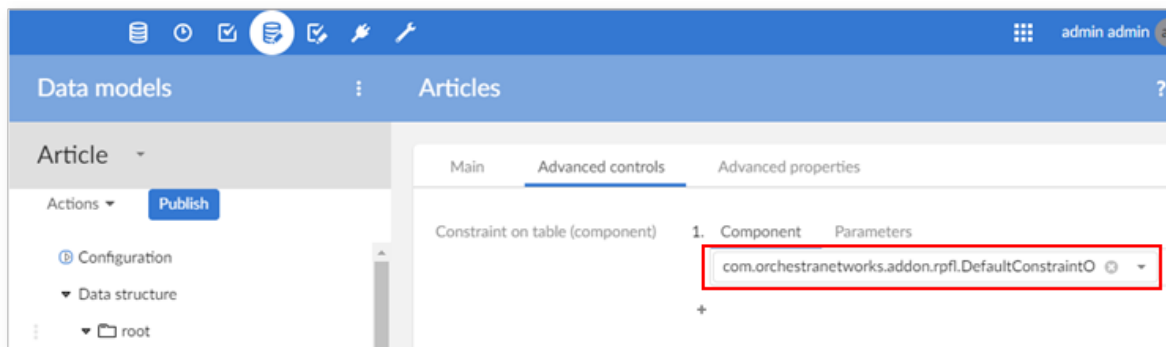 admin admin
Data models
Articles
?
Article
Main Advanced controls Advanced properties
Actions Publish
Constraint on table (component) 1. Component Parameters
com.orchestranetworks.addon.rpfl.DefaultConstraintO
Configuration
+
Data structure
root